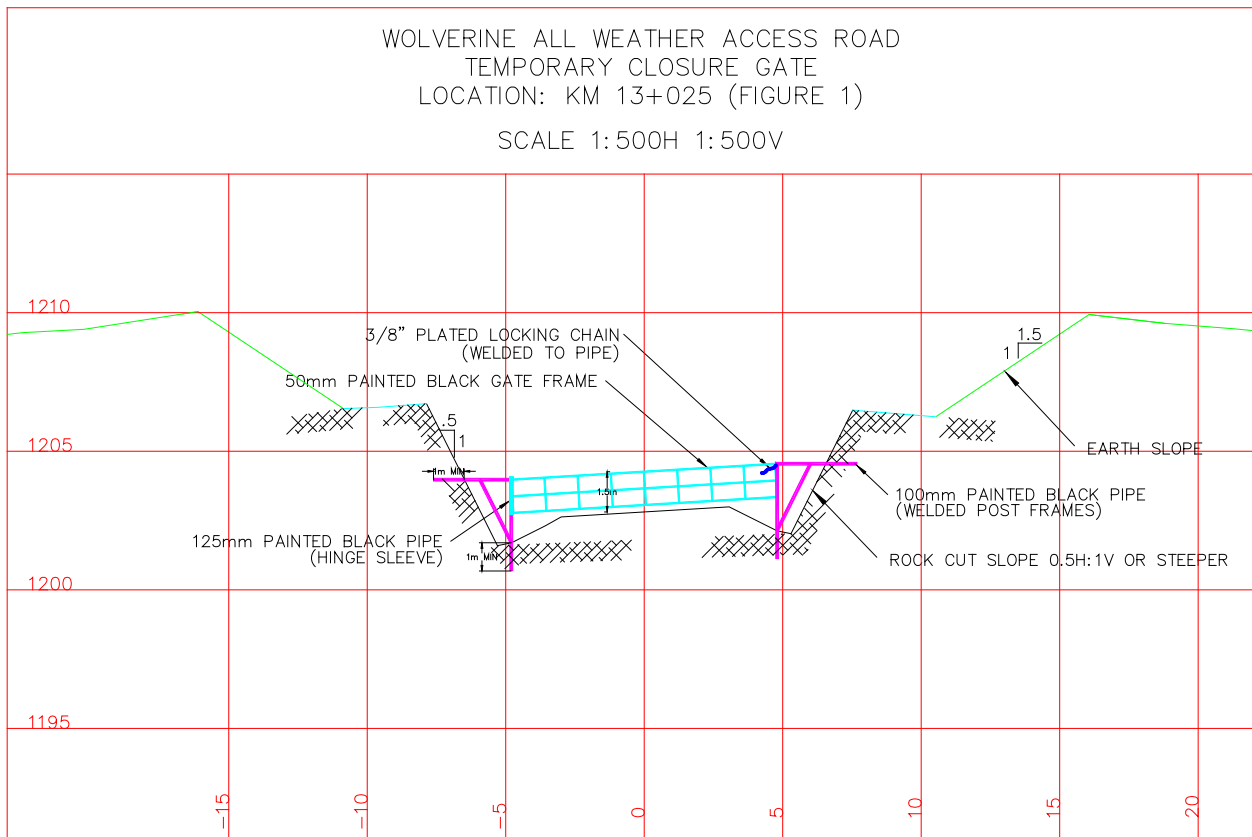 WOLVERINE ALL WEATHER ACCESS ROAD
TEMPORARY CLOSURE GATE
LOCATION: KM 13+025 (FIGURE 1)
SCALE 1:500H 1:500V
1210
3/8" PLATED LOCKING CHAIN
(WELDED TO PIPE)
1.5
1
50mm PAINTED BLACK GATE FRAME
.5
1
1205
EARTH SLOPE
1m MIN
1.5m
100mm PAINTED BLACK PIPE
(WELDED POST FRAMES)
125mm PAINTED BLACK PIPE
(HINGE SLEEVE)
1m MIN
ROCK CUT SLOPE 0.5H:1V OR STEEPER
1200
1195
-15
-10
-5
0
5
10
15
20